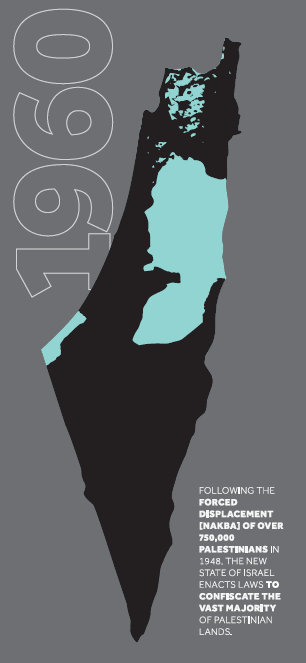 1960
FOLLOWING THE
FORCED
DISPLACEMENT
[NAKBA] OF OVER
750,000
PALESTINIANS IN
1948, THE NEW
STATE OF ISRAEL
ENACTS LAWS TO
CONFISCATE THE
VAST MAJORITY
OF PALESTINIAN
LANDS.